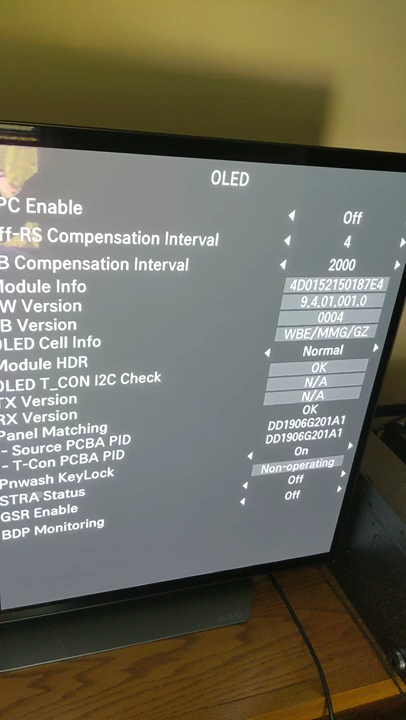 OLED
PC Enable Off
ff-RS Compensation Interval 4
B Compensation Interval 2000
Module Info 4D0152150187E4
W Version 9.4.01.001.0
B Version 0004
OLED Cell Info WBE/MMG/GZ
Module HDR Normal
OLED T_CON I2C Check OK
TX Version N/A
RX Version N/A
Panel Matching OK
- Source PCBA PID DD1906G201A1
- T-Con PCBA PID DD1906G201A1
Pnwash KeyLock On
STRA Status Non-operating
GSR Enable Off
BDP Monitoring Off